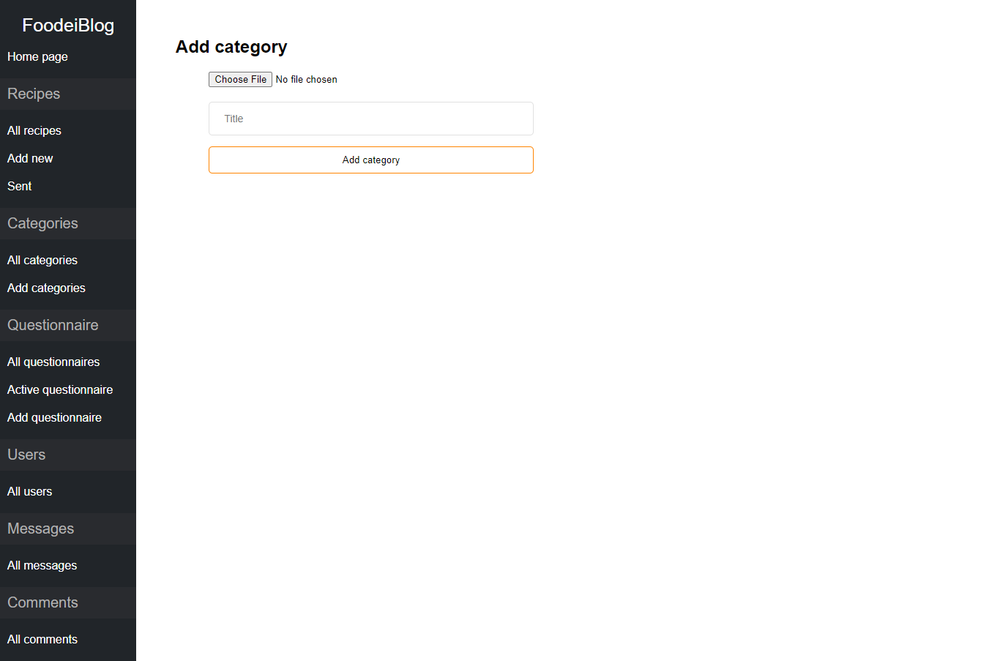 FoodeiBlog
Home page
Recipes
All recipes
Add new
Sent
Categories
All categories
Add categories
Questionnaire
All questionnaires
Active questionnaire
Add questionnaire
Users
All users
Messages
All messages
Comments
All comments
Add category
Choose File No file chosen
Title
Add category